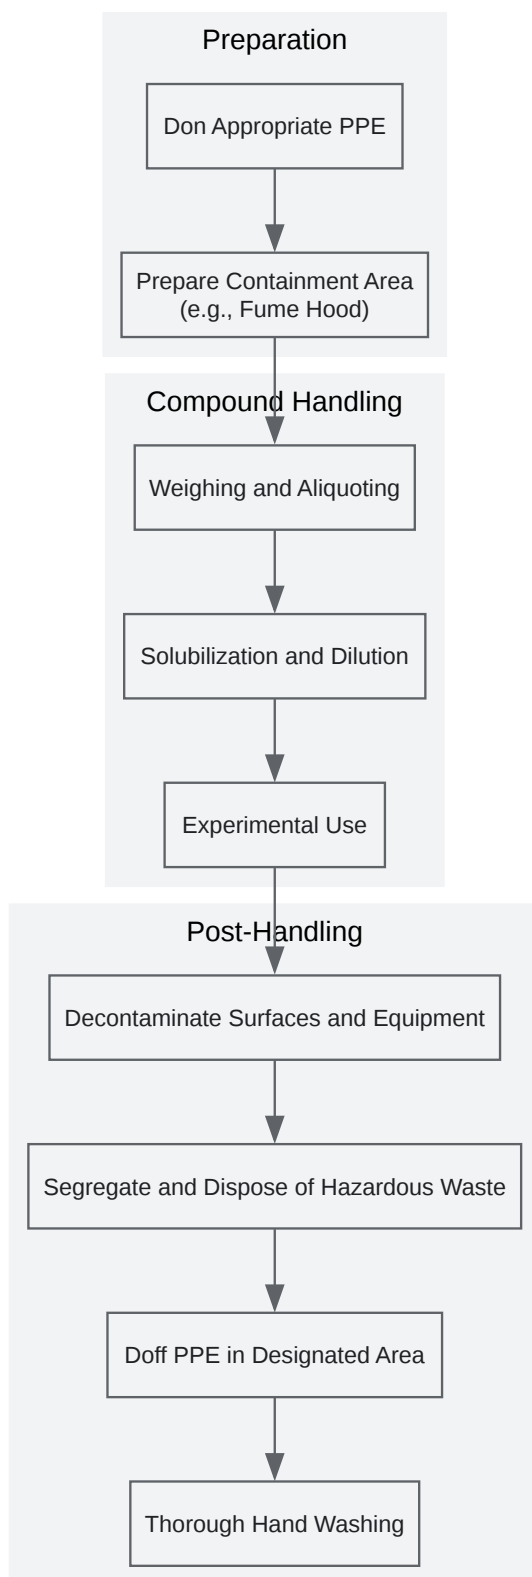 Preparation
Don Appropriate PPE
Prepare Containment Area
(e.g., Fume Hood)
Compound Handling
Weighing and Aliquoting
Solubilization and Dilution
Experimental Use
Post-Handling
Decontaminate Surfaces and Equipment
Segregate and Dispose of Hazardous Waste
Doff PPE in Designated Area
Thorough Hand Washing